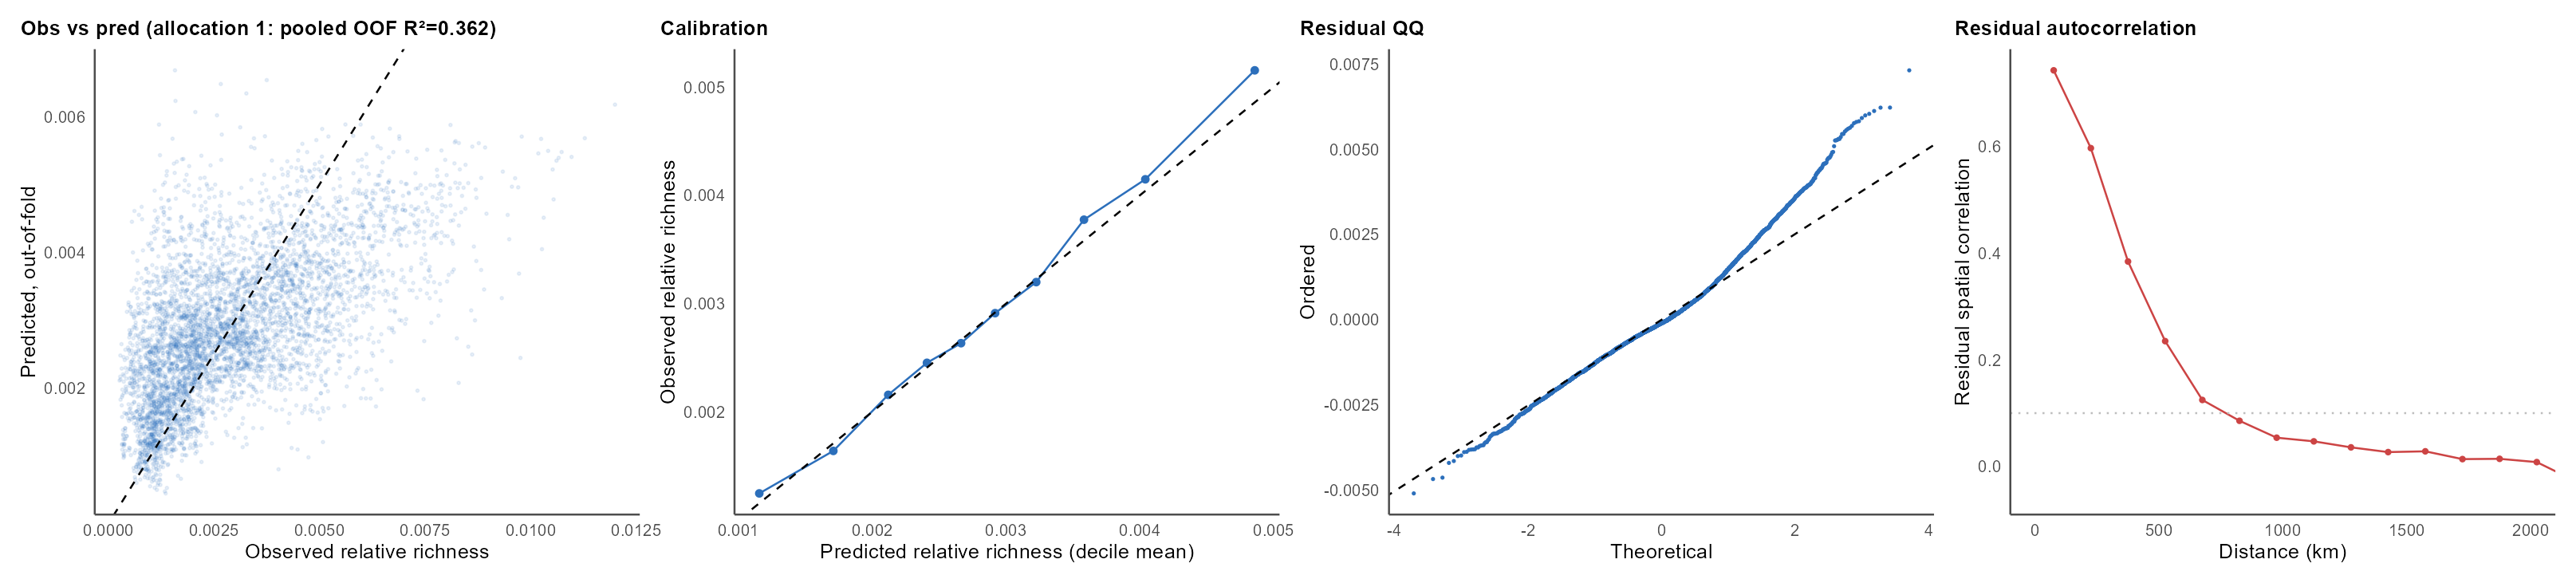 Obs vs pred (allocation 1: pooled OOF R²=0.362)
Predicted, out-of-fold
0.006
0.004
0.002
0.0000 0.0025 0.0050 0.0075 0.0100 0.0125
Observed relative richness
Calibration
Observed relative richness
0.005
0.004
0.003
0.002
0.001 0.002 0.003 0.004 0.005
Predicted relative richness (decile mean)
Residual QQ
Ordered
0.0075
0.0050
0.0025
0.0000
-0.0025
-0.0050
-4 -2 0 2 4
Theoretical
Residual autocorrelation
Residual spatial correlation
0.6
0.4
0.2
0.0
0 500 1000 1500 2000
Distance (km)